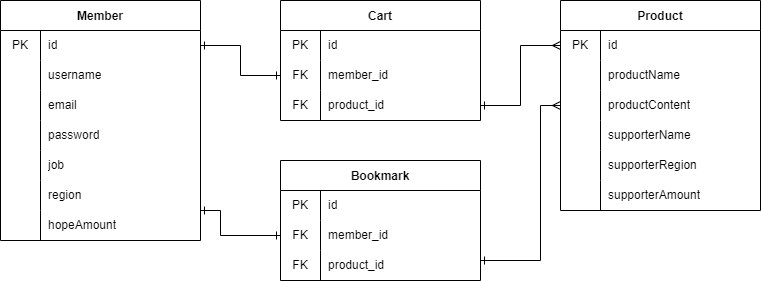 Member
PK id
username
email
password
job
region
hopeAmount
Cart
PK id
FK member_id
FK product_id
Bookmark
PK id
FK member_id
FK product_id
Product
PK id
productName
productContent
supporterName
supporterRegion
supporterAmount